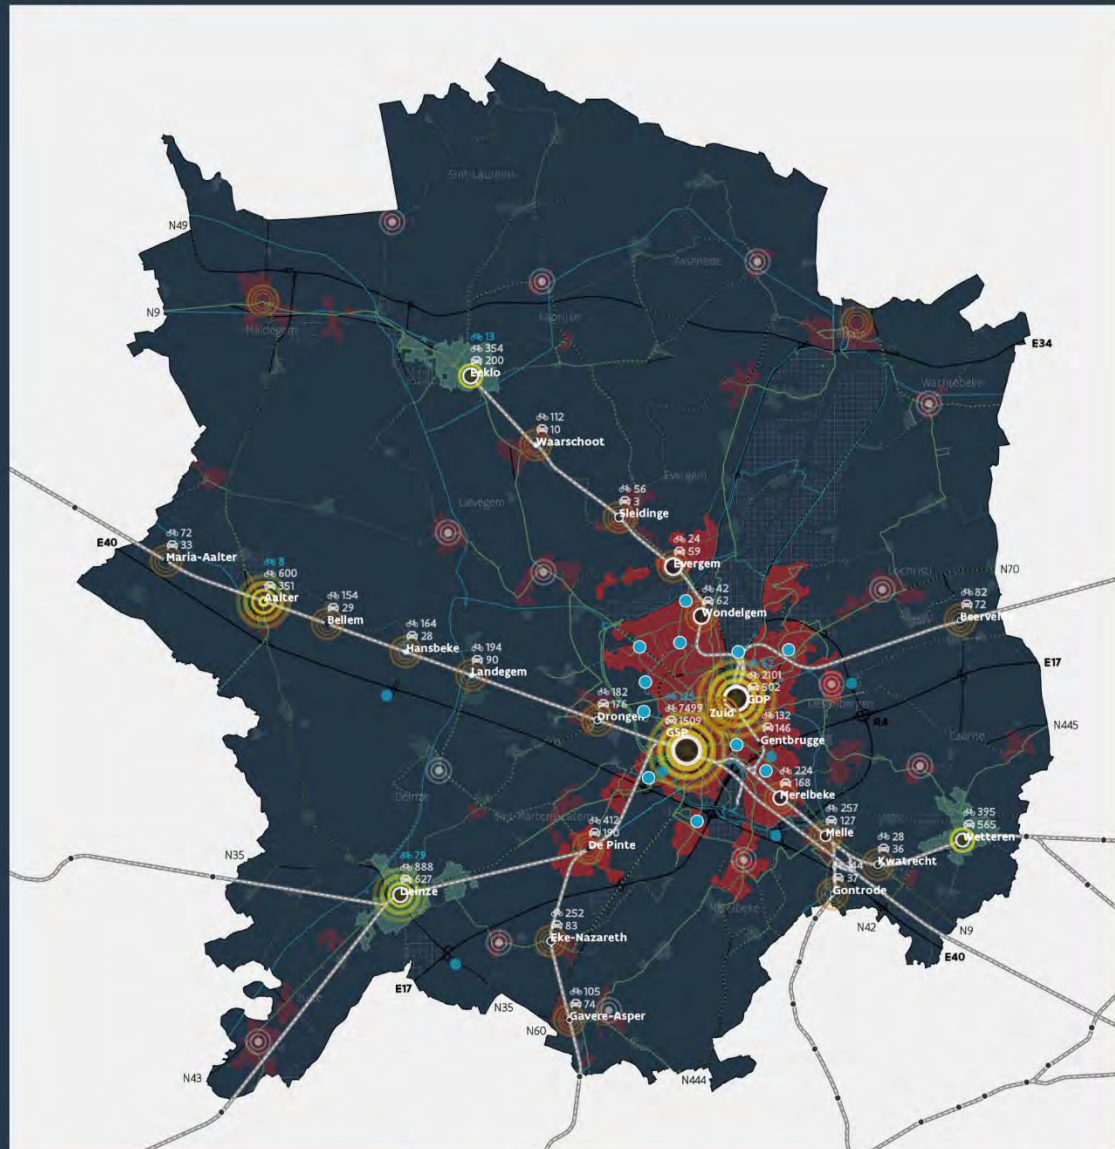 Sint-Laureins
N49
Assenede
N9
Maldegem
Kaprijke
E34
13
354
200
Eeklo
Wachtebeke
112
10
Waarschoot
Evergem
Lievegem
56
3
Sleidinge
E40
72
33
Maria-Aalter
24
59
Evergem
8
600
351
Aalter
Lochristi
N70
154
29
Bellem
42
62
Wondelgem
82
72
164
28
Hansbeke
194
90
Landegem
E17
2101
502
GDP
Destelbergen
182
176
Drongen
7499
1509
GSP
Zuid
132
146
Gentbrugge
R4
N445
Laarne
Deinze
224
168
Merelbeke
257
127
Melle
395
565
Wetteren
412
190
De Pinte
28
36
Kwatrecht
N35
79
888
627
Deinze
37
Gontrode
Merelbeke
252
83
Eke-Nazareth
N42
N9
E40
E17
Zulte
N35
105
74
Gavere-Asper
N60
N43
N444